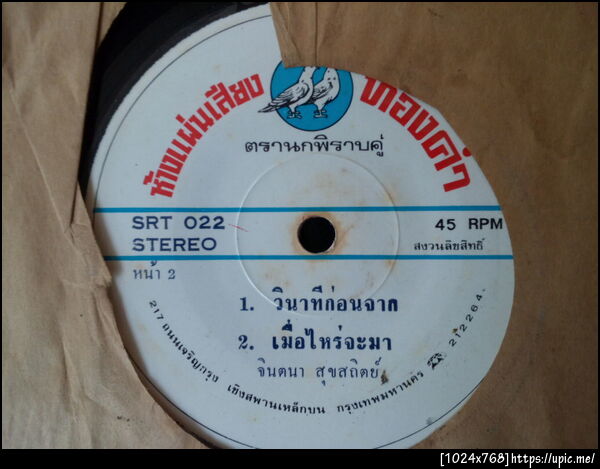 ห้างแผ่นเสียง ทองคำ
ตรานกพิราบคู่
SRT 022
STEREO
45 RPM
สงวนลิขสิทธิ์
หน้า 2
1. วินาทีก่อนจาก
2. เมื่อไหร่จะมา
จินตนา สุขสถิตย์
217 ถนนเจริญกรุง เชิงสะพานเหล็กบน กรุงเทพมหานคร ☎ 212264.
[1024x768]https://upic.me/